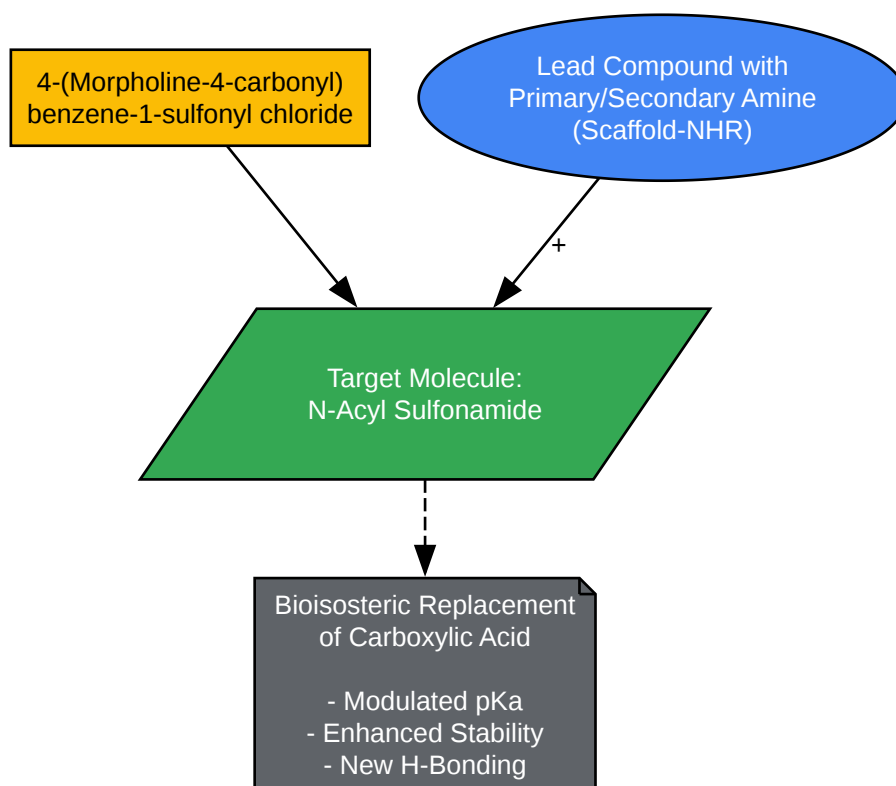 4-(Morpholine-4-carbonyl)
benzene-1-sulfonyl chloride
Lead Compound with
Primary/Secondary Amine
(Scaffold-NHR)
+
Target Molecule:
N-Acyl Sulfonamide
Bioisosteric Replacement
of Carboxylic Acid
- Modulated pKa
- Enhanced Stability
- New H-Bonding